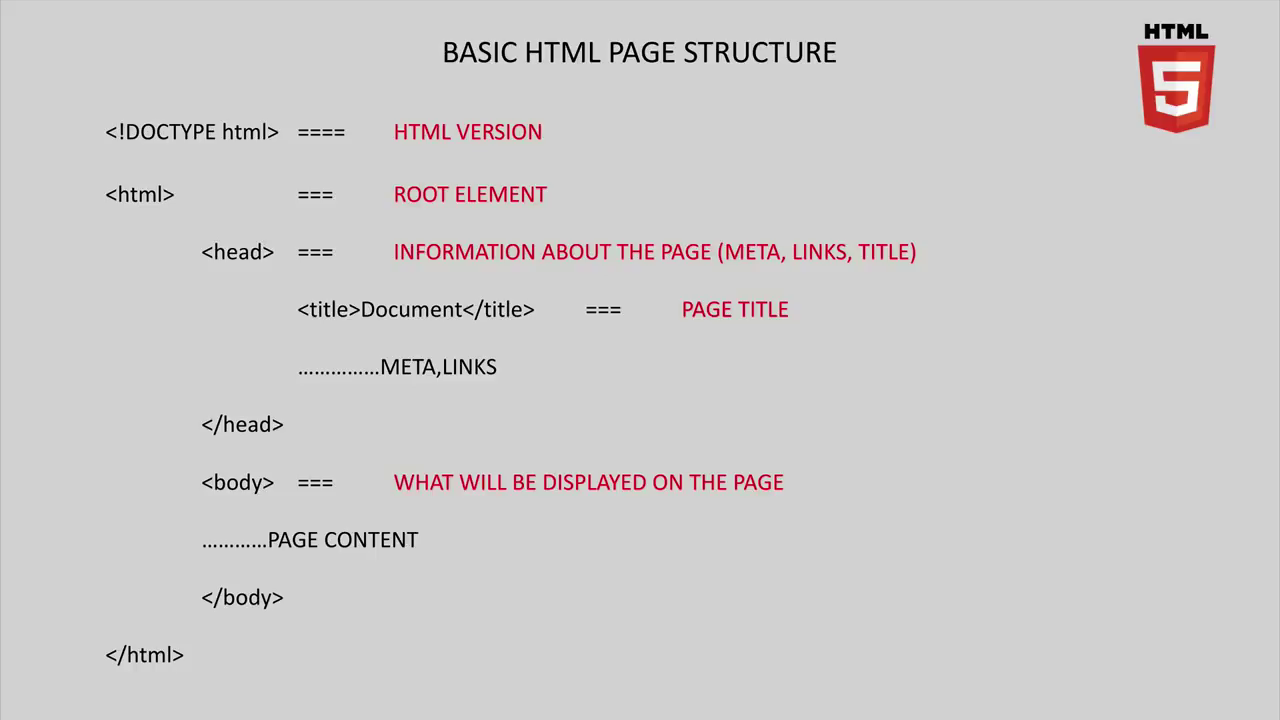 HTML
5
BASIC HTML PAGE STRUCTURE
<!DOCTYPE html> ==== HTML VERSION
<html> === ROOT ELEMENT
<head> === INFORMATION ABOUT THE PAGE (META, LINKS, TITLE)
<title>Document</title> === PAGE TITLE
……………META,LINKS
</head>
<body> === WHAT WILL BE DISPLAYED ON THE PAGE
…………PAGE CONTENT
</body>
</html>